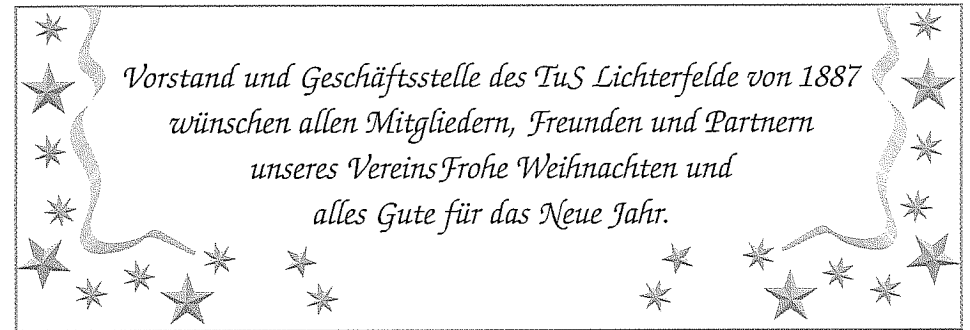 Vorstand und Geschäftsstelle des TuS Lichterfelde von 1887
wünschen allen Mitgliedern, Freunden und Partnern
unseres Vereins Frohe Weihnachten und
alles Gute für das Neue Jahr.